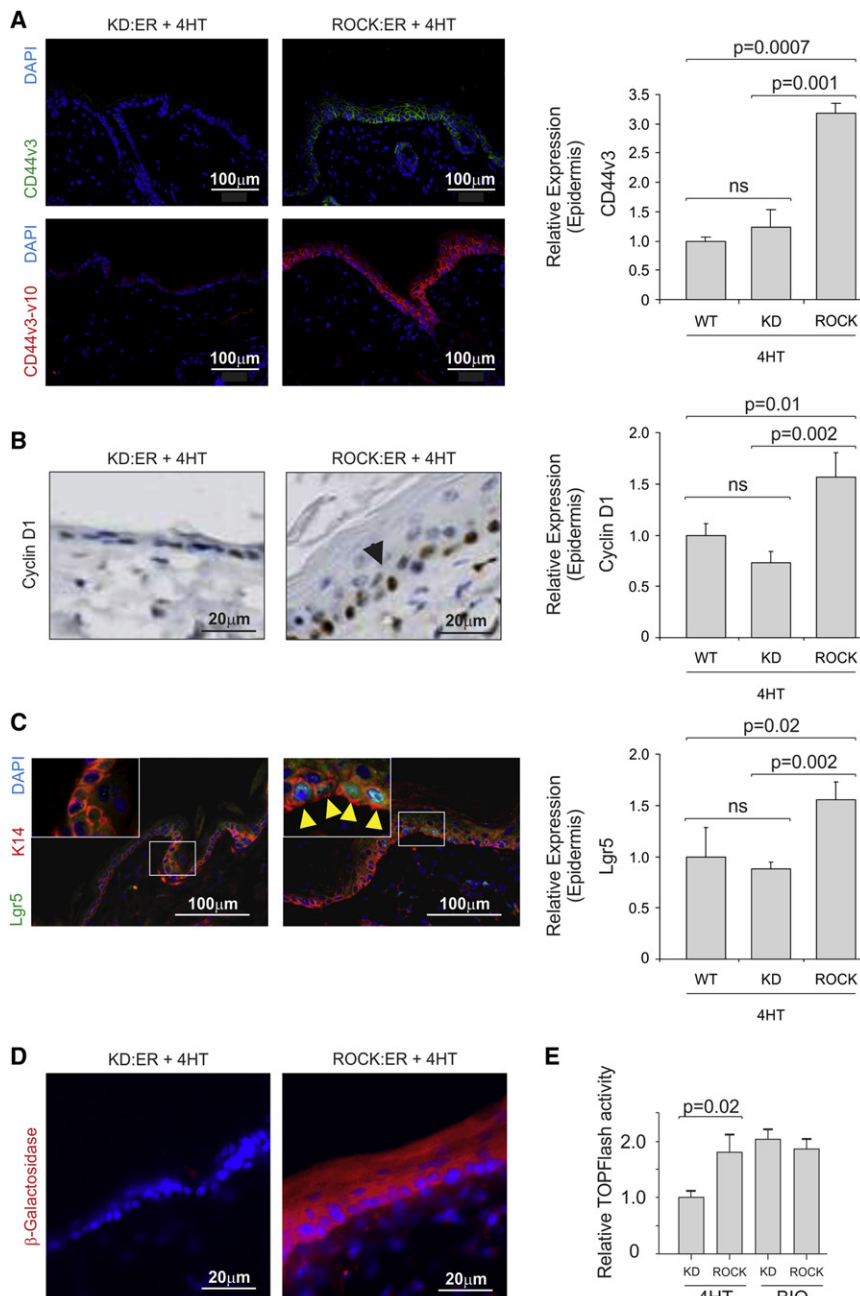 A
KD:ER + 4HT
ROCK:ER + 4HT
CD44v3 DAPI
100μm
100μm
CD44v3-v10 DAPI
100μm
100μm
p=0.0007
p=0.001
ns
Relative Expression
(Epidermis)
CD44v3
3.5
3.0
2.5
2.0
1.5
1.0
0.5
0.0
WT KD ROCK
4HT
B
KD:ER + 4HT
ROCK:ER + 4HT
Cyclin D1
20μm
20μm
p=0.01
p=0.002
ns
Relative Expression
(Epidermis)
Cyclin D1
2.0
1.5
1.0
0.5
0
WT KD ROCK
4HT
C
Lgr5 K14 DAPI
100μm
100μm
p=0.02
p=0.002
ns
Relative Expression
(Epidermis)
Lgr5
2.0
1.5
1.0
0.5
0
WT KD ROCK
4HT
D
KD:ER + 4HT
ROCK:ER + 4HT
β-Galactosidase
20μm
20μm
E
p=0.02
Relative TOPFlash activity
2.0
1.0
0
KD ROCK KD ROCK
4HT BIO